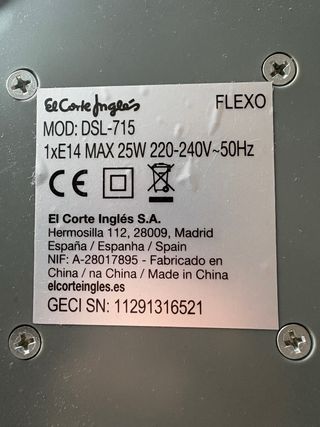 El Corte Inglés FLEXO
MOD: DSL-715
1xE14 MAX 25W 220-240V~50Hz
CE
El Corte Inglés S.A.
Hermosilla 112, 28009, Madrid
España / Espanha / Spain
NIF: A-28017895 - Fabricado en
China / na China / Made in China
elcorteingles.es
GECI SN: 11291316521